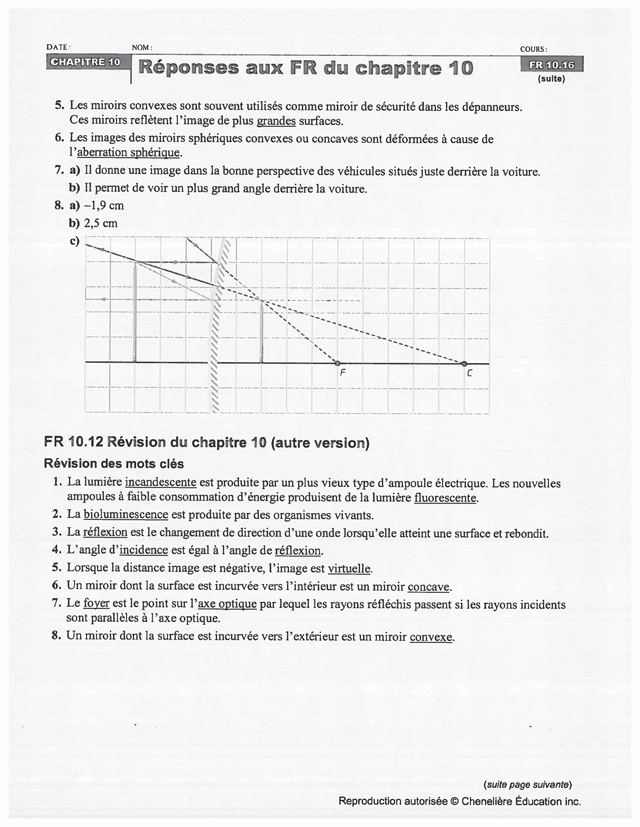 DATE:
NOM:
COURS:
CHAPITRE 10
Réponses aux FR du chapitre 10
FR 10.16
(suite)
5. Les miroirs convexes sont souvent utilisés comme miroir de sécurité dans les dépanneurs.
Ces miroirs reflètent l'image de plus grandes surfaces.
6. Les images des miroirs sphériques convexes ou concaves sont déformées à cause de
l'aberration sphérique.
7. a) Il donne une image dans la bonne perspective des véhicules situés juste derrière la voiture.
b) Il permet de voir un plus grand angle derrière la voiture.
8. a) –1,9 cm
b) 2,5 cm
c)
F
C
FR 10.12 Révision du chapitre 10 (autre version)
Révision des mots clés
1. La lumière incandescente est produite par un plus vieux type d'ampoule électrique. Les nouvelles
ampoules à faible consommation d'énergie produisent de la lumière fluorescente.
2. La bioluminescence est produite par des organismes vivants.
3. La réflexion est le changement de direction d'une onde lorsqu'elle atteint une surface et rebondit.
4. L'angle d'incidence est égal à l'angle de réflexion.
5. Lorsque la distance image est négative, l'image est virtuelle.
6. Un miroir dont la surface est incurvée vers l'intérieur est un miroir concave.
7. Le foyer est le point sur l'axe optique par lequel les rayons réfléchis passent si les rayons incidents
sont parallèles à l'axe optique.
8. Un miroir dont la surface est incurvée vers l'extérieur est un miroir convexe.
(suite page suivante)
Reproduction autorisée © Chenelière Éducation inc.